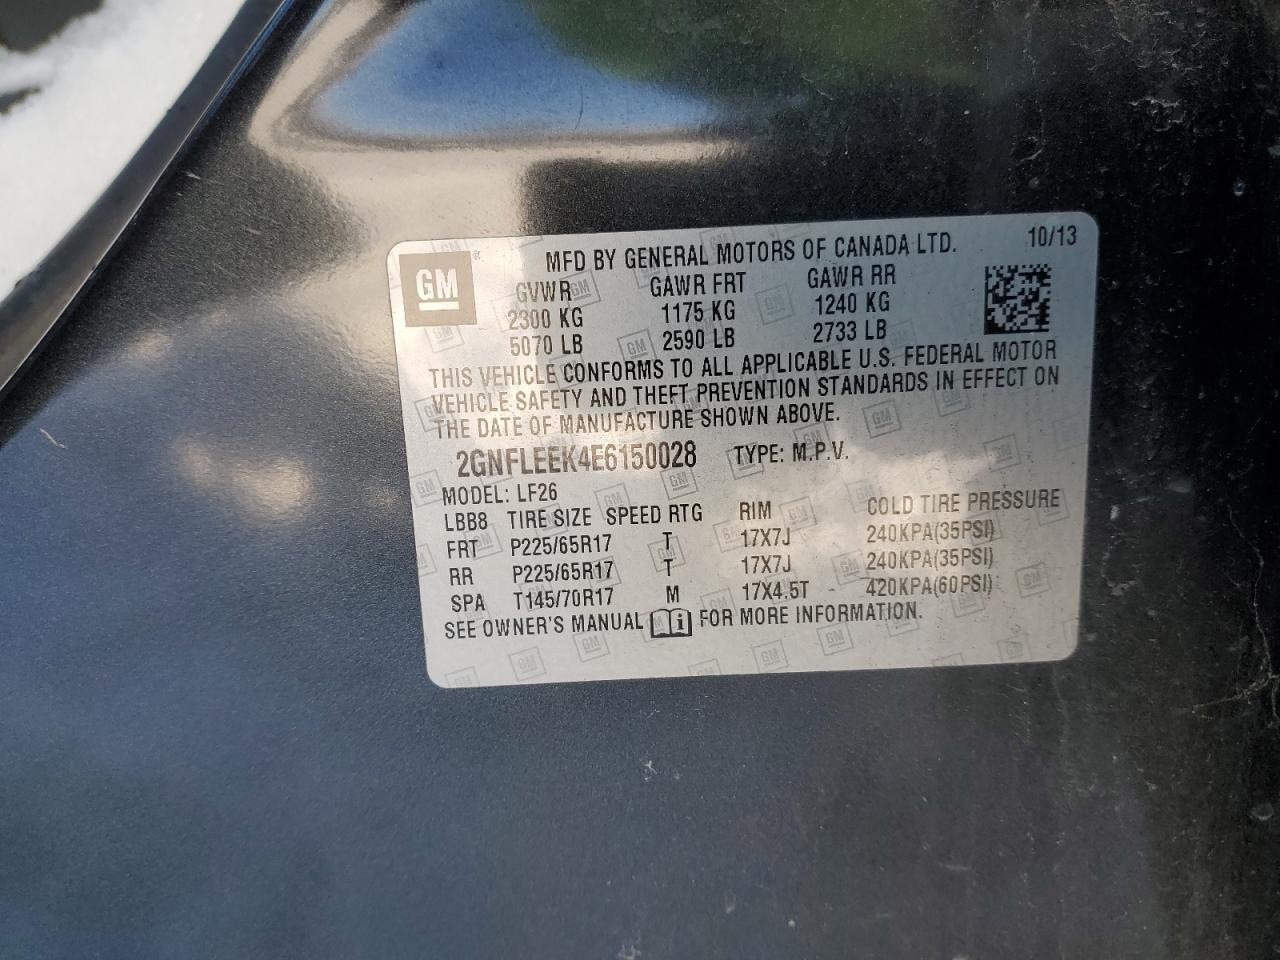 GM
MFD BY GENERAL MOTORS OF CANADA LTD. 10/13
GVWR GAWR FRT GAWR RR
2300 KG 1175 KG 1240 KG
5070 LB 2590 LB 2733 LB
THIS VEHICLE CONFORMS TO ALL APPLICABLE U.S. FEDERAL MOTOR
VEHICLE SAFETY AND THEFT PREVENTION STANDARDS IN EFFECT ON
THE DATE OF MANUFACTURE SHOWN ABOVE.
2GNFLEEK4E6150028 TYPE: M.P.V.
MODEL: LF26
LBB8 TIRE SIZE SPEED RTG RIM COLD TIRE PRESSURE
FRT P225/65R17 T 17X7J 240KPA(35PSI)
RR P225/65R17 T 17X7J 240KPA(35PSI)
SPA T145/70R17 M 17X4.5T - 420KPA(60PSI)
SEE OWNER'S MANUAL i FOR MORE INFORMATION.